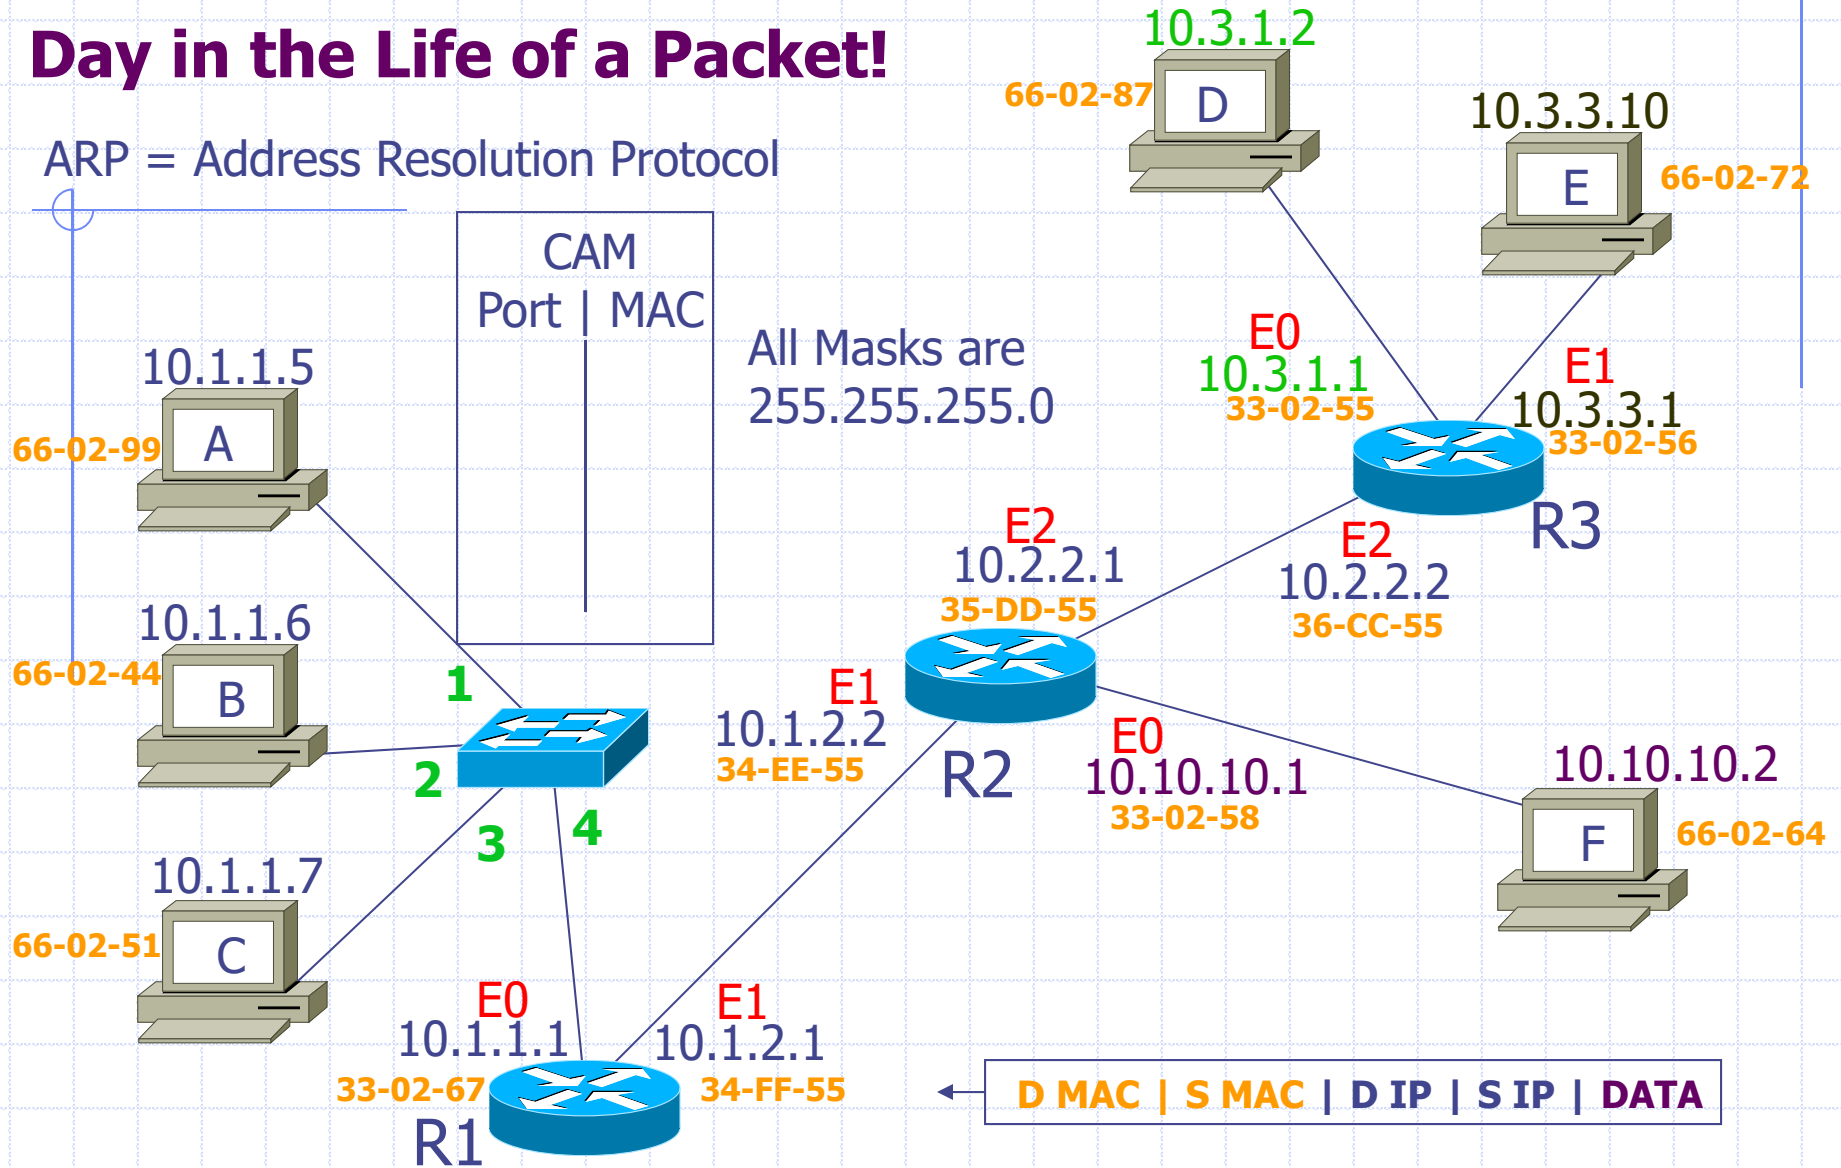 Day in the Life of a Packet!
ARP = Address Resolution Protocol
CAM
Port | MAC
All Masks are
255.255.255.0
10.3.1.2
66-02-87
D
10.3.3.10
E
66-02-72
E0
10.3.1.1
33-02-55
E1
10.3.3.1
33-02-56
R3
10.1.1.5
66-02-99
A
10.1.1.6
66-02-44
B
10.1.1.7
66-02-51
C
1
2
3
4
E2
10.2.2.1
35-DD-55
E2
10.2.2.2
36-CC-55
E1
10.1.2.2
34-EE-55
R2
E0
10.10.10.1
33-02-58
10.10.10.2
F
66-02-64
E0
10.1.1.1
33-02-67
R1
E1
10.1.2.1
34-FF-55
D MAC | S MAC | D IP | S IP | DATA